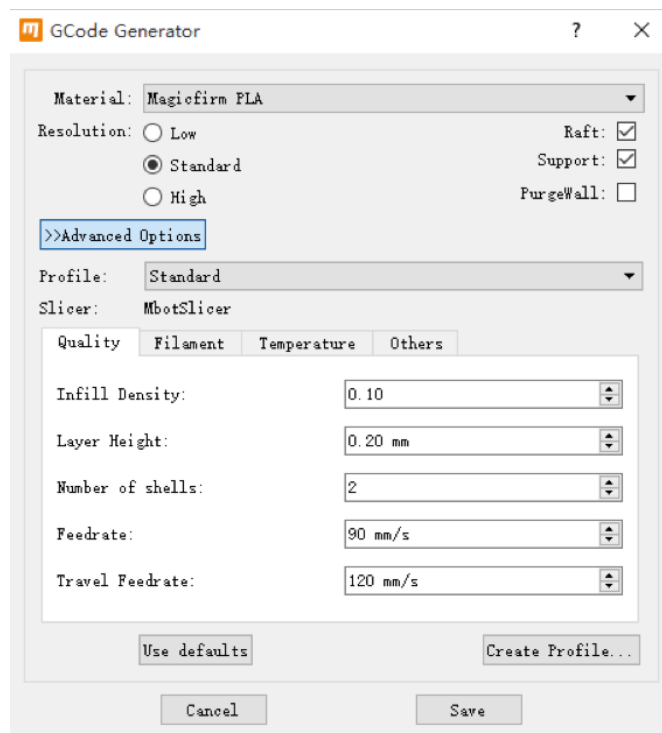 GCode Generator
Material: Magicfirm PLA
Resolution: Low Raft:
Standard Support:
High PurgeWall:
>>Advanced Options
Profile: Standard
Slicer: MbotSlicer
Quality Filament Temperature Others
Infill Density: 0.10
Layer Height: 0.20 mm
Number of shells: 2
Feedrate: 90 mm/s
Travel Feedrate: 120 mm/s
Use defaults Create Profile...
Cancel Save